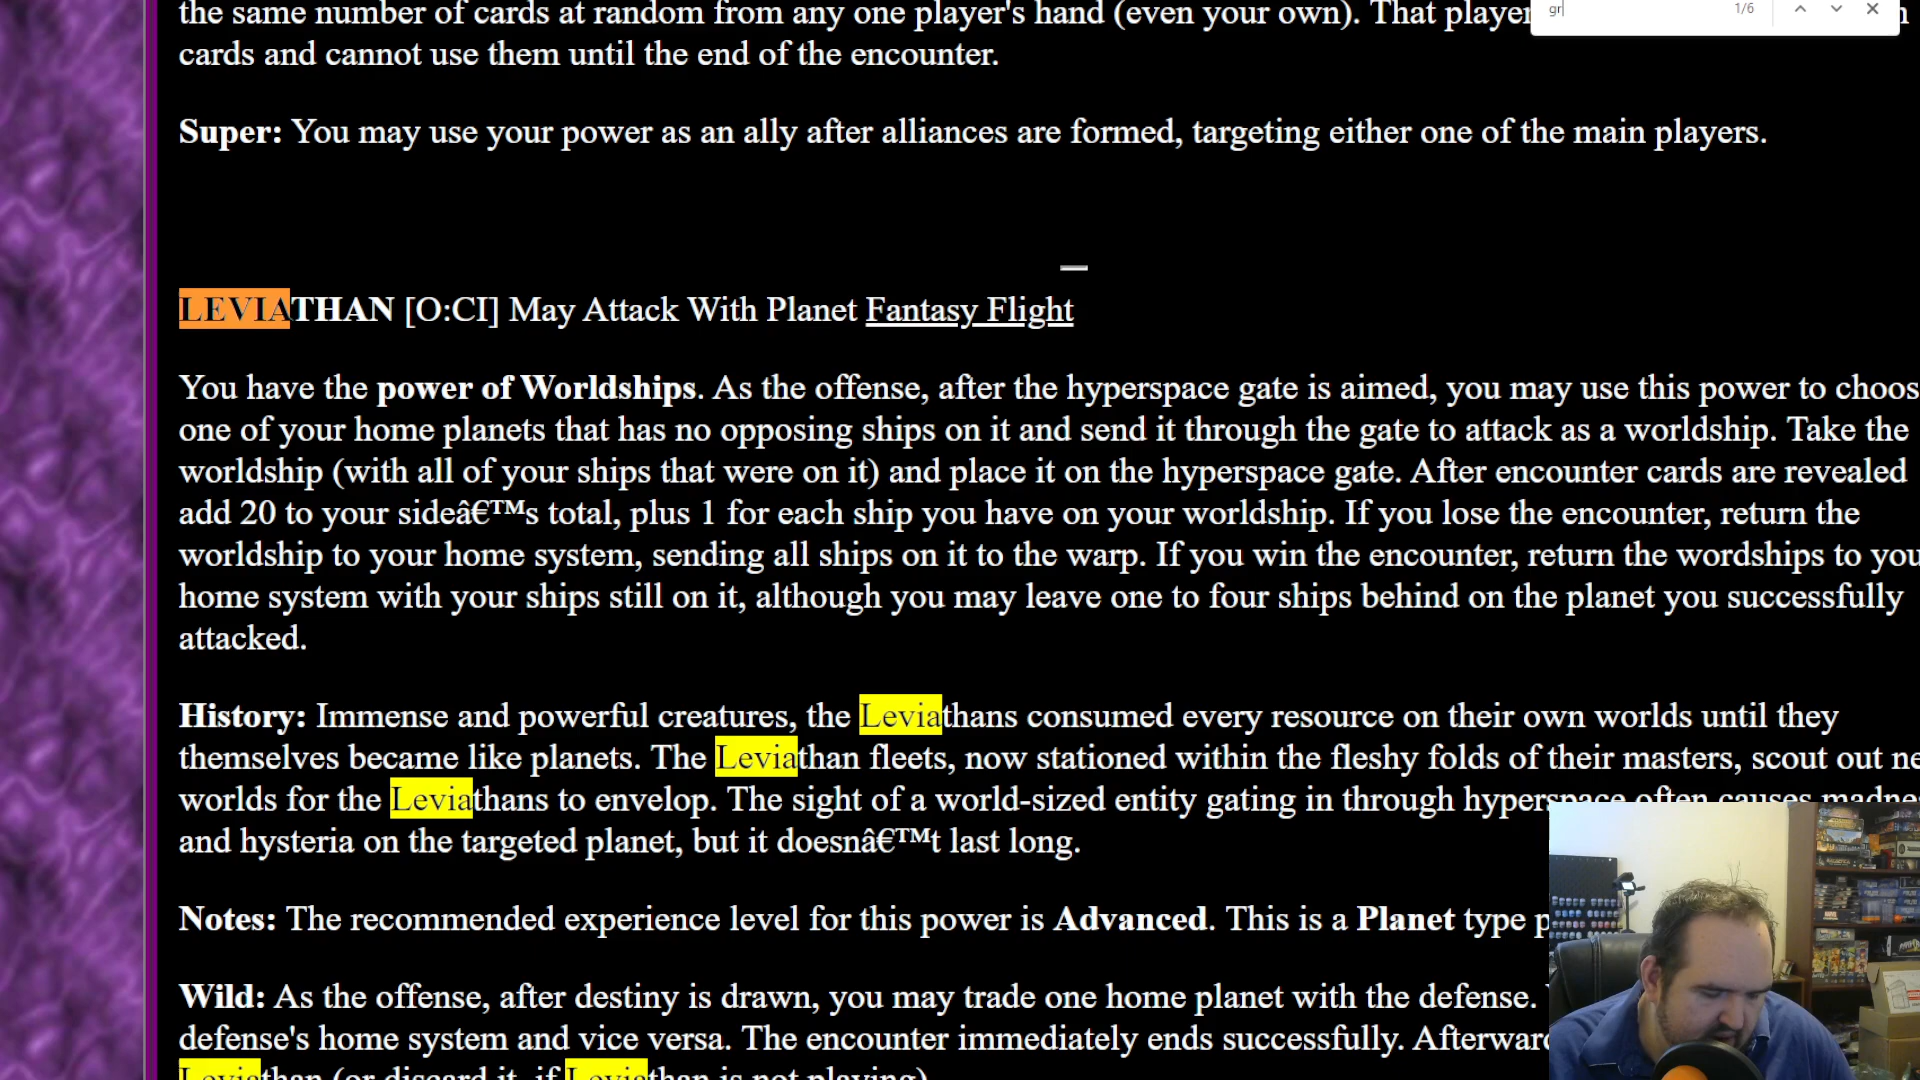 the same number of cards at random from any one player's hand (even your own). That player
gr
1/6
cards and cannot use them until the end of the encounter.
Super: You may use your power as an ally after alliances are formed, targeting either one of the main players.
LEVIATHAN [O:CI] May Attack With Planet Fantasy Flight
You have the power of Worldships. As the offense, after the hyperspace gate is aimed, you may use this power to choos
one of your home planets that has no opposing ships on it and send it through the gate to attack as a worldship. Take the
worldship (with all of your ships that were on it) and place it on the hyperspace gate. After encounter cards are revealed
add 20 to your sideâ€™s total, plus 1 for each ship you have on your worldship. If you lose the encounter, return the
worldship to your home system, sending all ships on it to the warp. If you win the encounter, return the wordships to you
home system with your ships still on it, although you may leave one to four ships behind on the planet you successfully
attacked.
History: Immense and powerful creatures, the Leviathans consumed every resource on their own worlds until they
themselves became like planets. The Leviathan fleets, now stationed within the fleshy folds of their masters, scout out ne
worlds for the Leviathans to envelop. The sight of a world-sized entity gating in through hyperspace often causes madne
and hysteria on the targeted planet, but it doesnâ€™t last long.
Notes: The recommended experience level for this power is Advanced. This is a Planet type p
Wild: As the offense, after destiny is drawn, you may trade one home planet with the defense.
defense's home system and vice versa. The encounter immediately ends successfully. Afterward
Leviathan (or discard it, if Leviathan is not playing)